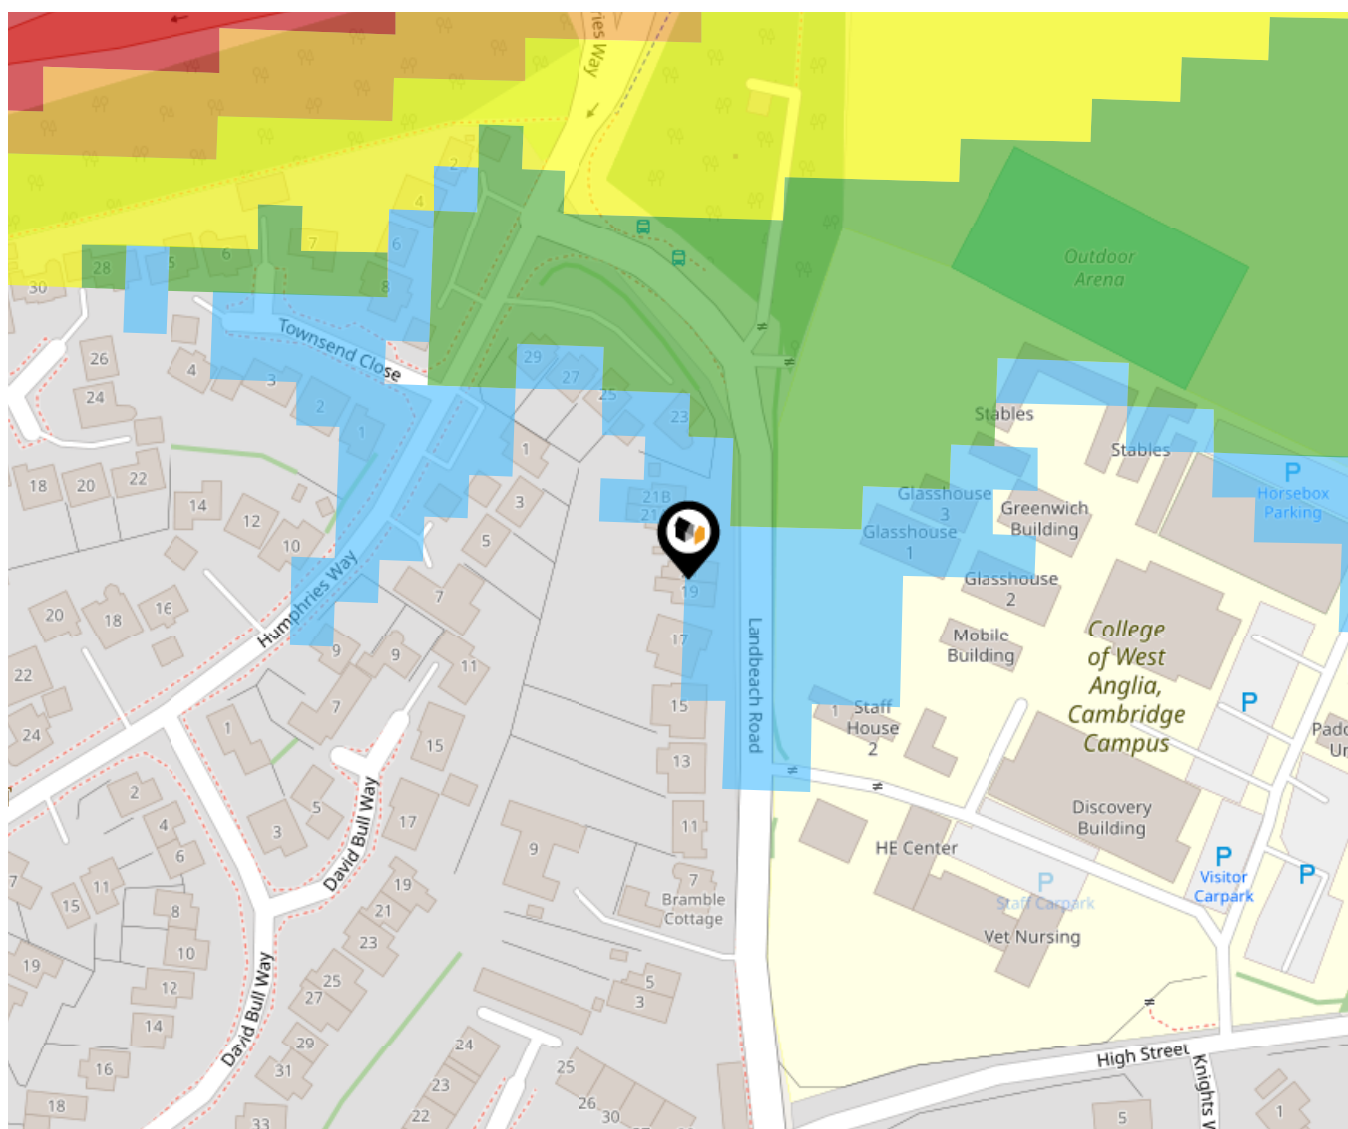 ries Way
2
4
6
Outdoor
Arena
7
6
5
28
30
8
Townsend Close
29
27
25
23
26
24
4
3
2
1
Stables
Stables
1
3
5
18
20
22
14
12
10
21B
P
Horsebox
Parking
Glasshouse
3
Greenwich
Building
Glasshouse
1
Glasshouse
2
19
Humphries Way
7
20
18
16
17
Landbeach Road
Mobile
Building
College
of West
Anglia,
Cambridge
Campus
9
9
11
22
7
15
1
Staff
House
2
P
24
1
15
13
2
5
3
17
11
4
6
David Bull Way
9
Discovery
Building
HE Center
P
Visitor
Carpark
P
P
Staff Carpark
7
Bramble
Cottage
11
15
8
19
21
10
23
Vet Nursing
19
12
25
27
5
3
14
David Bull Way
29
31
16
18
33
24
23
22
25
26
30
High Street
Knights W
5
1